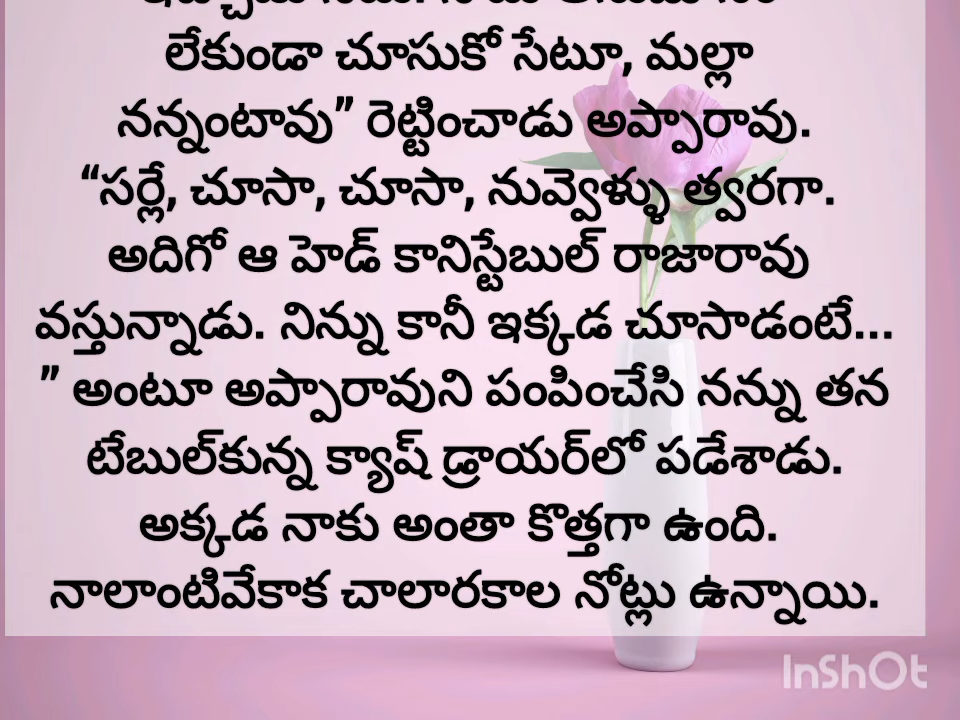 లేకుండా చూసుకో సేటూ, మల్లా
నన్నంటావు” రెట్టించాడు అప్పారావు.
“సర్లే, చూసా, చూసా, నువ్వెళ్ళు త్వరగా.
అదిగో ఆ హెడ్ కానిస్టేబుల్ రాజారావు
వస్తున్నాడు. నిన్ను కానీ ఇక్కడ చూసాడంటే...
” అంటూ అప్పారావుని పంపించేసి నన్ను తన
టేబుల్‌కున్న క్యాష్ డ్రాయర్‌లో పడేశాడు.
అక్కడ నాకు అంతా కొత్తగా ఉంది.
నాలాంటివేకాక చాలారకాల నోట్లు ఉన్నాయి.
InShOt